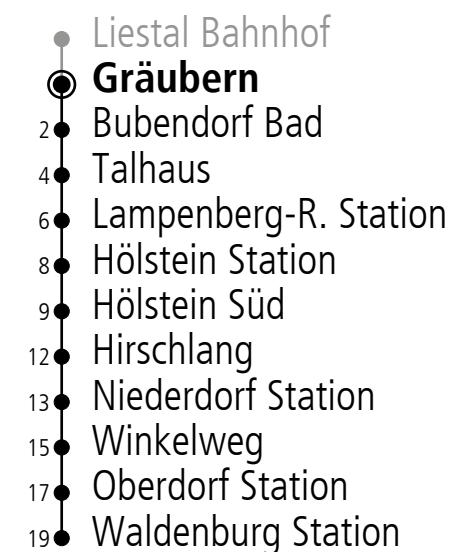 Liestal Bahnhof
Gräubern
2 Bubendorf Bad
4 Talhaus
6 Lampenberg-R. Station
8 Hölstein Station
9 Hölstein Süd
12 Hirschlang
13 Niederdorf Station
15 Winkelweg
17 Oberdorf Station
19 Waldenburg Station